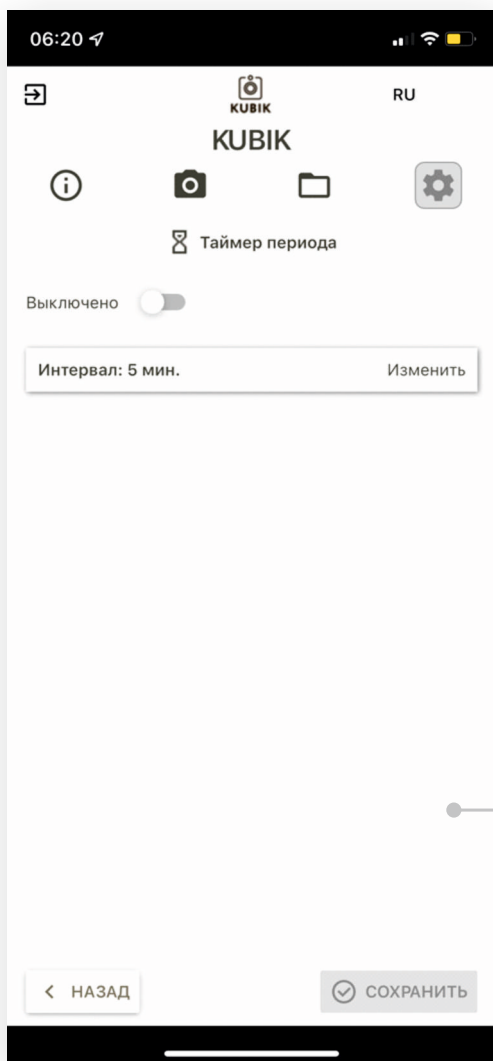 06:20
KUBIK
RU
KUBIK
Таймер периода
Выключено
Интервал: 5 мин.
Изменить
НАЗАД
СОХРАНИТЬ